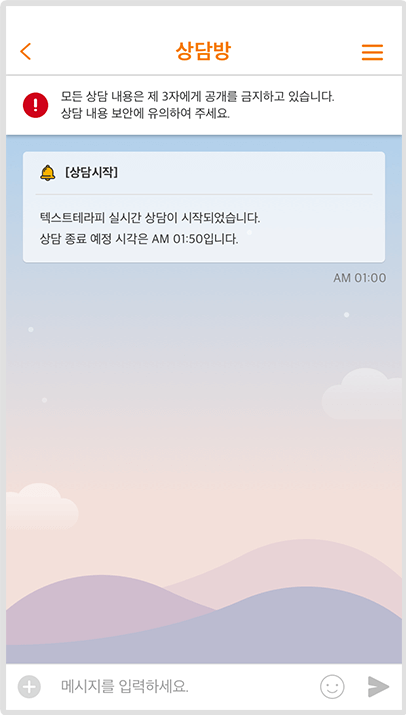 상담방
모든 상담 내용은 제 3자에게 공개를 금지하고 있습니다.
상담 내용 보안에 유의하여 주세요.
[상담시작]
텍스트테라피 실시간 상담이 시작되었습니다.
상담 종료 예정 시각은 AM 01:50입니다.
AM 01:00
메시지를 입력하세요.